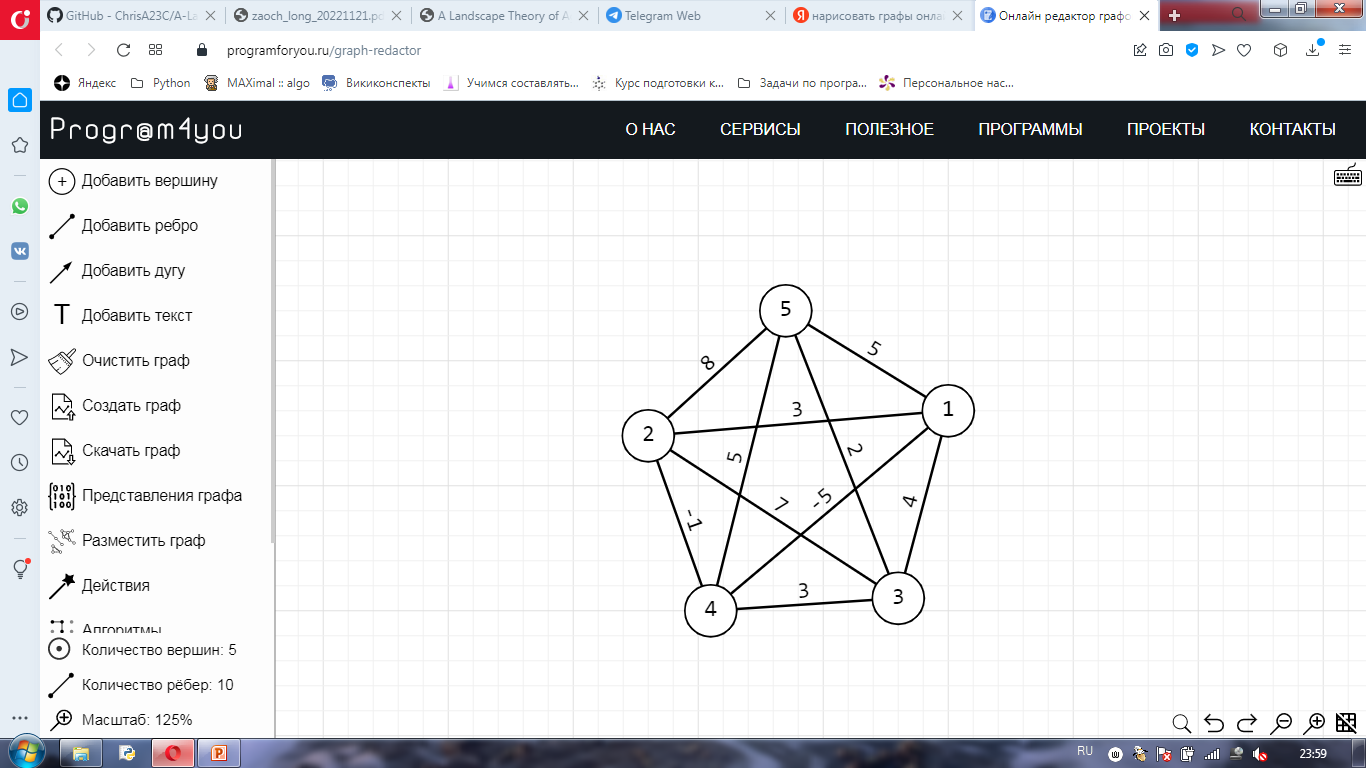 GitHub - ChrisA23C/A-La
zaoch_long_20221121.pd
A Landscape Theory of A
Telegram Web
нарисовать графы онла
Онлайн редактор графо
programforyou.ru/graph-redactor
Яндекс
Python
MAXimal :: algo
Викиконспекты
Учимся составлять...
Курс подготовки к...
Задачи по програ...
Персональное нас...
Progr@m4you
О НАС
СЕРВИСЫ
ПОЛЕЗНОЕ
ПРОГРАММЫ
ПРОЕКТЫ
КОНТАКТЫ
Добавить вершину
Добавить ребро
Добавить дугу
T Добавить текст
Очистить граф
Создать граф
Скачать граф
Представления графа
Разместить граф
Действия
Алгоритмы
Количество вершин: 5
Количество рёбер: 10
Масштаб: 125%
5
8
5
1
3
2
5
2
7
-5
4
-1
3
3
4
RU
23:59